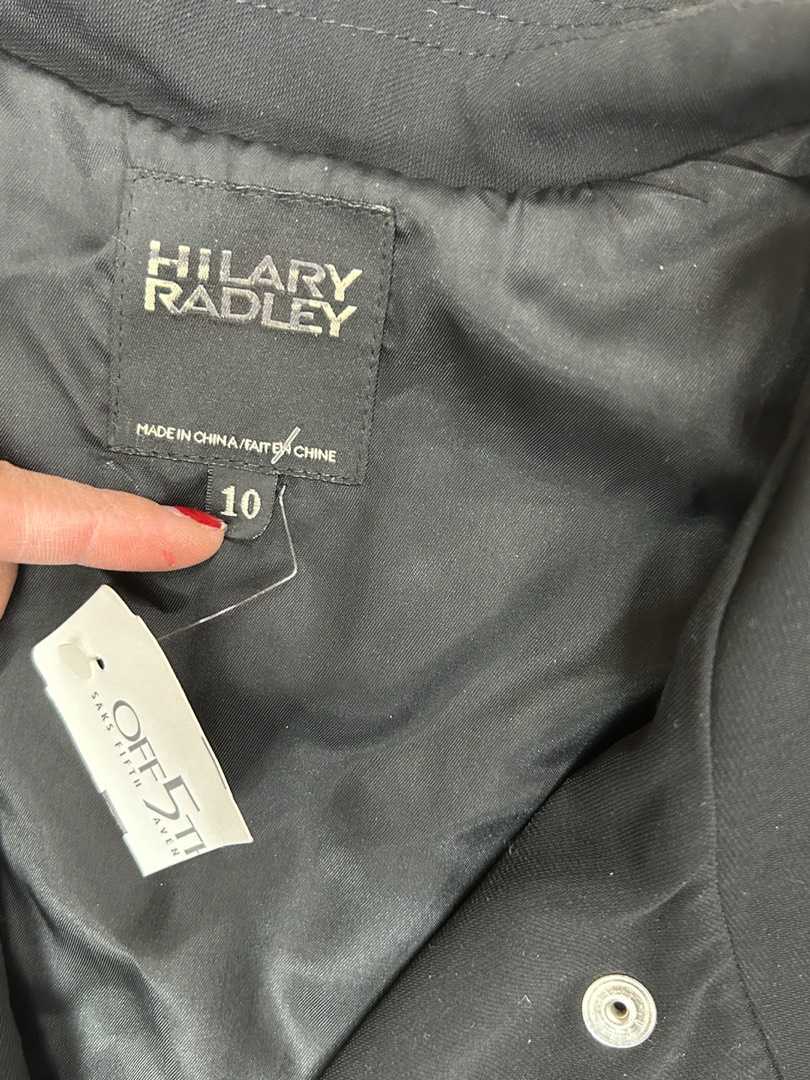 HILARY
RADLEY
MADE IN CHINA/FAIT EN CHINE
10
OFF 5TH
SAKS FIFTH AVEN